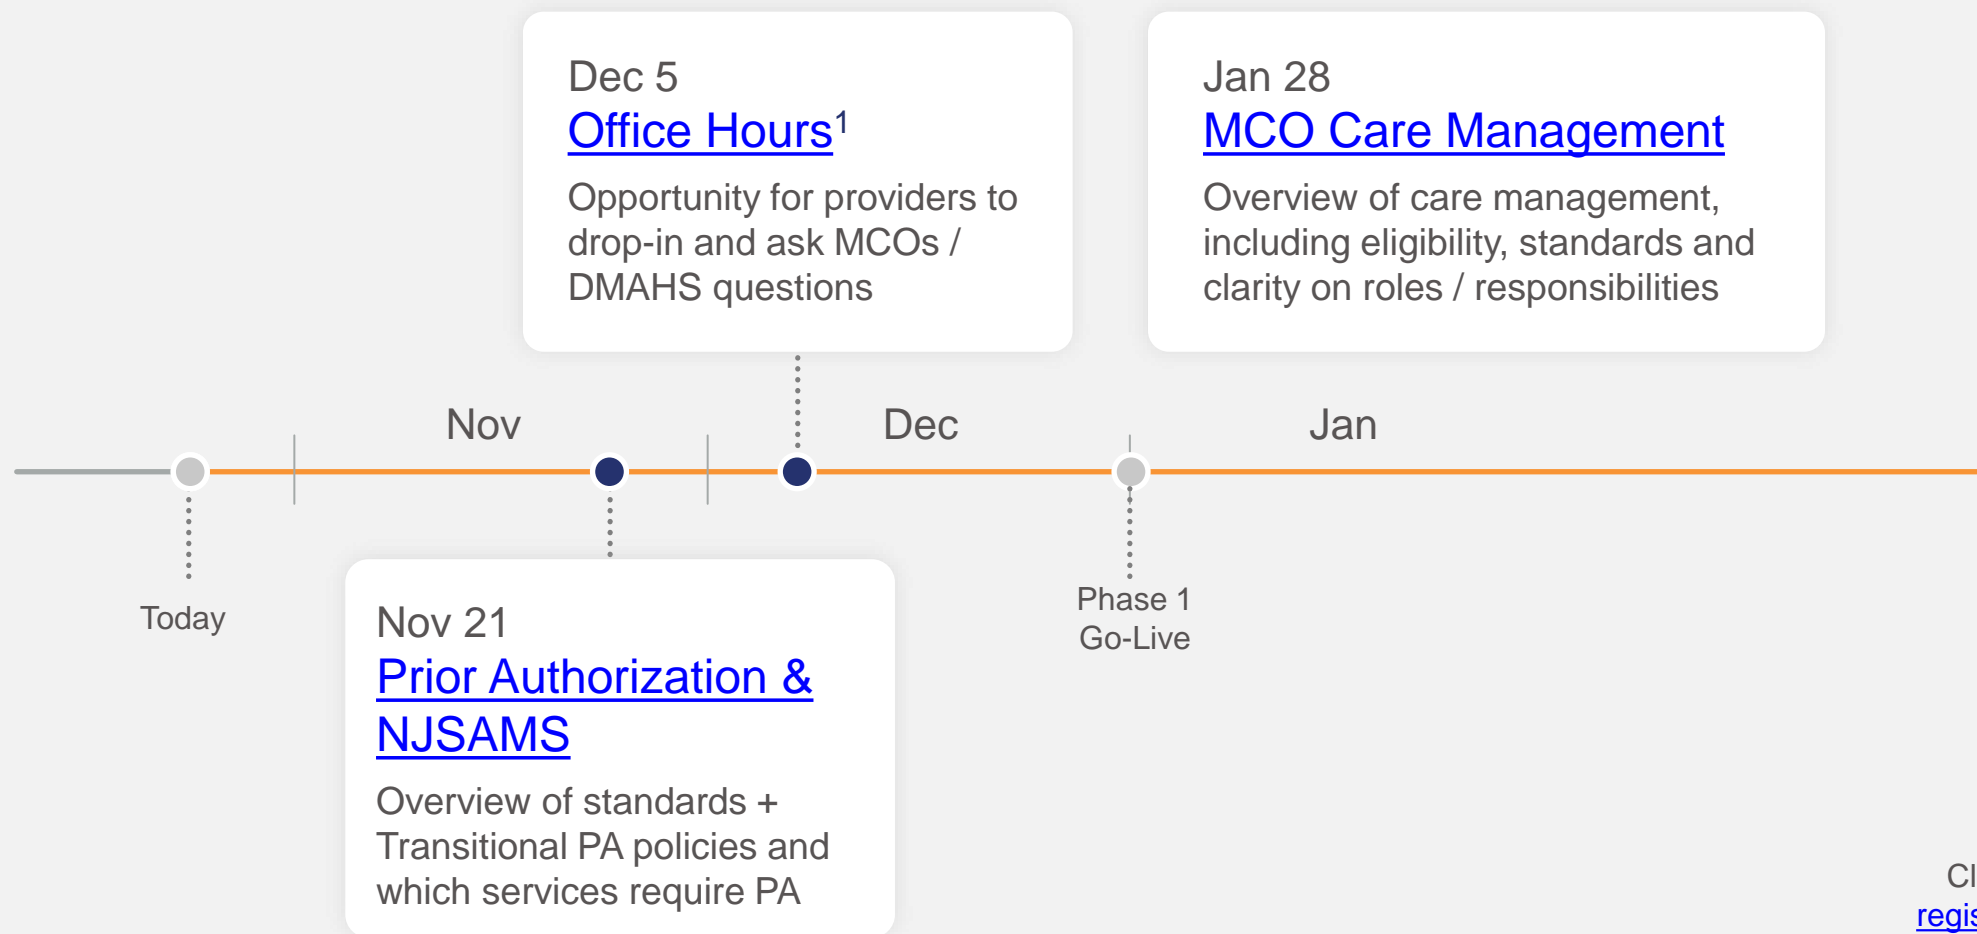 Dec 5
Office Hours1
Opportunity for providers to
drop-in and ask MCOs /
DMAHS questions
Jan 28
MCO Care Management
Overview of care management,
including eligibility, standards and
clarity on roles / responsibilities
Nov
Dec
Jan
Today
Phase 1
Go-Live
Nov 21
Prior Authorization &
NJSAMS
Overview of standards +
Transitional PA policies and
which services require PA